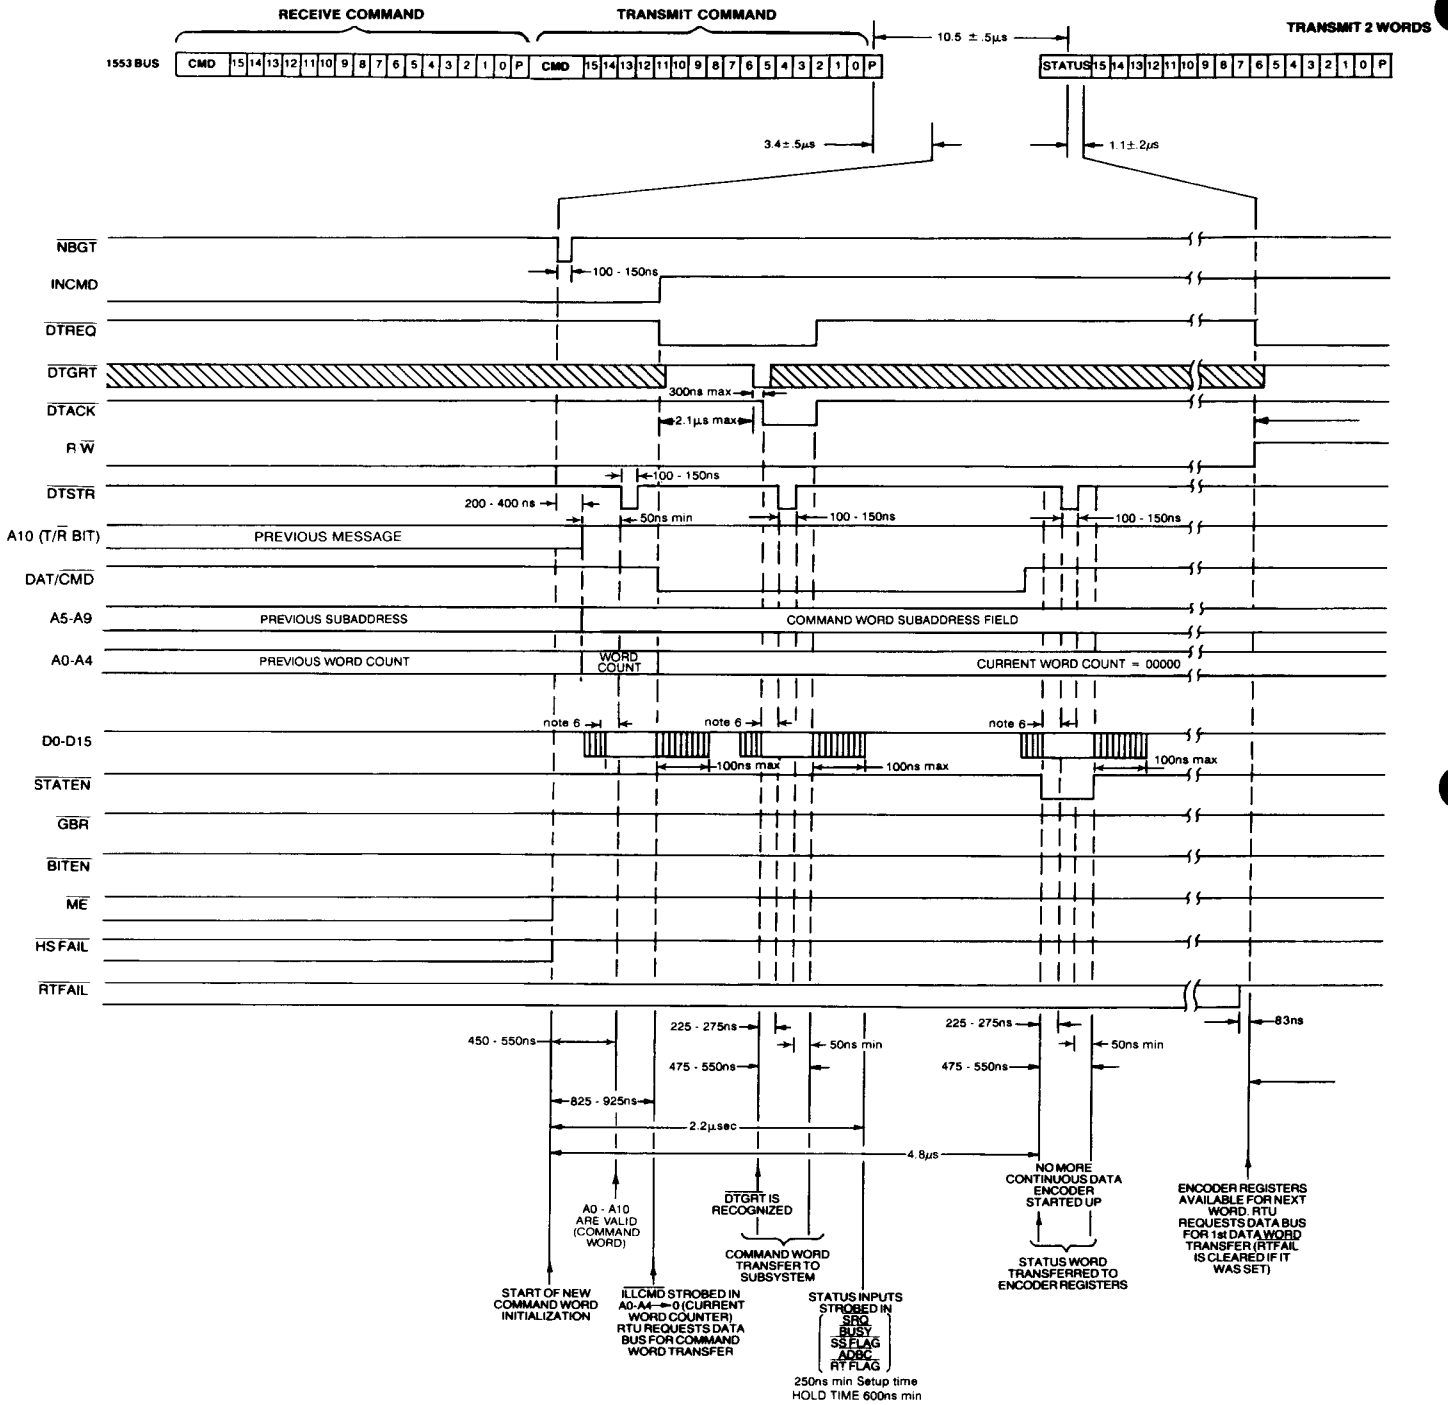 RECEIVE COMMAND
TRANSMIT COMMAND
TRANSMIT 2 WORDS
10.5 ± .5µs
1553 BUS
CMD 15 14 13 12 11 10 9 8 7 6 5 4 3 2 1 0 P CMD 15 14 13 12 11 10 9 8 7 6 5 4 3 2 1 0 P
STATUS 15 14 13 12 11 10 9 8 7 6 5 4 3 2 1 0 P
3.4±.5µs
1.1±.2µs
NBGT
100 - 150ns
INCMD
DTREQ
DTGRT
300ns max
DTACK
2.1µs max
R W
100 - 150ns
DTSTR
200 - 400 ns
50ns min
100 - 150ns
100 - 150ns
A10 (T/R BIT)
PREVIOUS MESSAGE
DAT/CMD
A5-A9
PREVIOUS SUBADDRESS
COMMAND WORD SUBADDRESS FIELD
A0-A4
PREVIOUS WORD COUNT
WORD
COUNT
CURRENT WORD COUNT = 00000
note 6
note 6
note 6
D0-D15
100ns max
100ns max
100ns max
STATEN
GBR
BITEN
ME
HS FAIL
RTFAIL
225 - 275ns
225 - 275ns
83ns
450 - 550ns
50ns min
50ns min
475 - 550ns
475 - 550ns
825 - 925ns
2.2µsec
4.8µs
A0 - A10
ARE VALID
(COMMAND
WORD)
DTGRT IS
RECOGNIZED
NO MORE
CONTINUOUS DATA
ENCODER
STARTED UP
ENCODER REGISTERS
AVAILABLE FOR NEXT
WORD. RTU
REQUESTS DATA BUS
FOR 1st DATA WORD
TRANSFER (RTFAIL
IS CLEARED IF IT
WAS SET)
COMMAND WORD
TRANSFER TO
SUBSYSTEM
STATUS WORD
TRANSFERRED TO
ENCODER REGISTERS
START OF NEW
COMMAND WORD
INITIALIZATION
ILLCMD STROBED IN
A0-A4→0 (CURRENT
WORD COUNTER)
RTU REQUESTS DATA
BUS FOR COMMAND
WORD TRANSFER
STATUS INPUTS
STROBED IN
SRQ
BUSY
SS FLAG
ADBC
RT FLAG
250ns min Setup time
HOLD TIME 600ns min